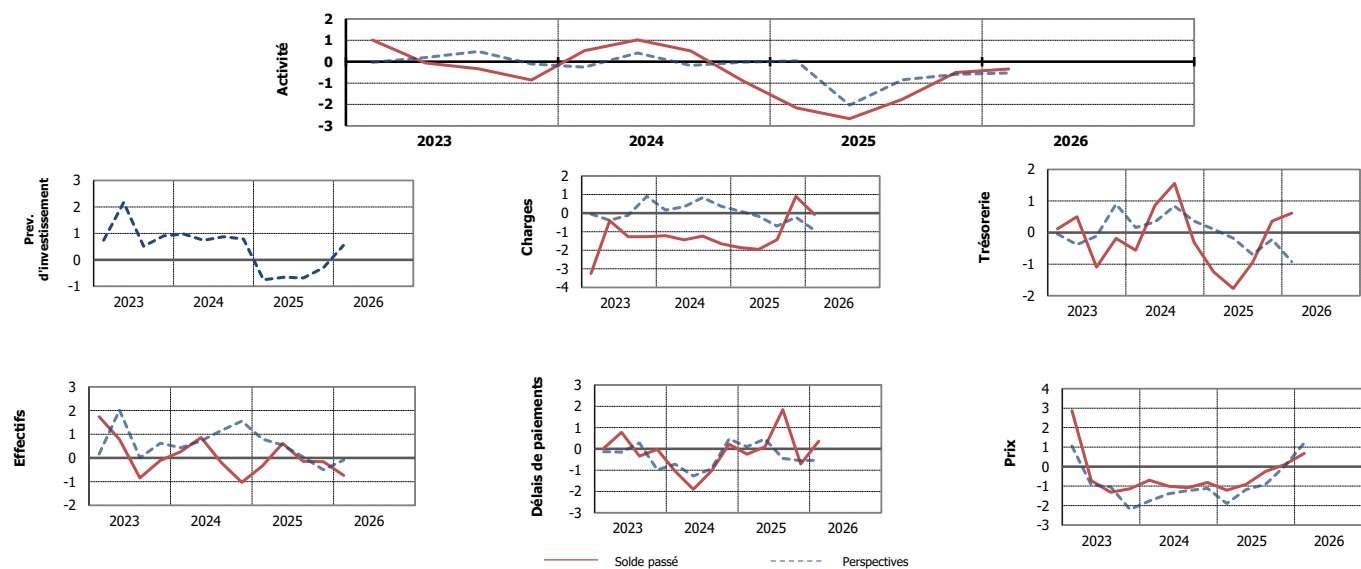 Activité
2
1
0
-1
-2
-3
2023 2024 2025 2026
Prev.
d'investissement
3
2
1
0
-1
2023 2024 2025 2026
Charges
2
1
0
-1
-2
-3
-4
2023 2024 2025 2026
Trésorerie
2
1
0
-1
-2
2023 2024 2025 2026
Effectifs
3
2
1
0
-1
-2
2023 2024 2025 2026
Délais de paiements
3
2
1
0
-1
-2
-3
2023 2024 2025 2026
Prix
4
3
2
1
0
-1
-2
-3
2023 2024 2025 2026
Solde passé Perspectives